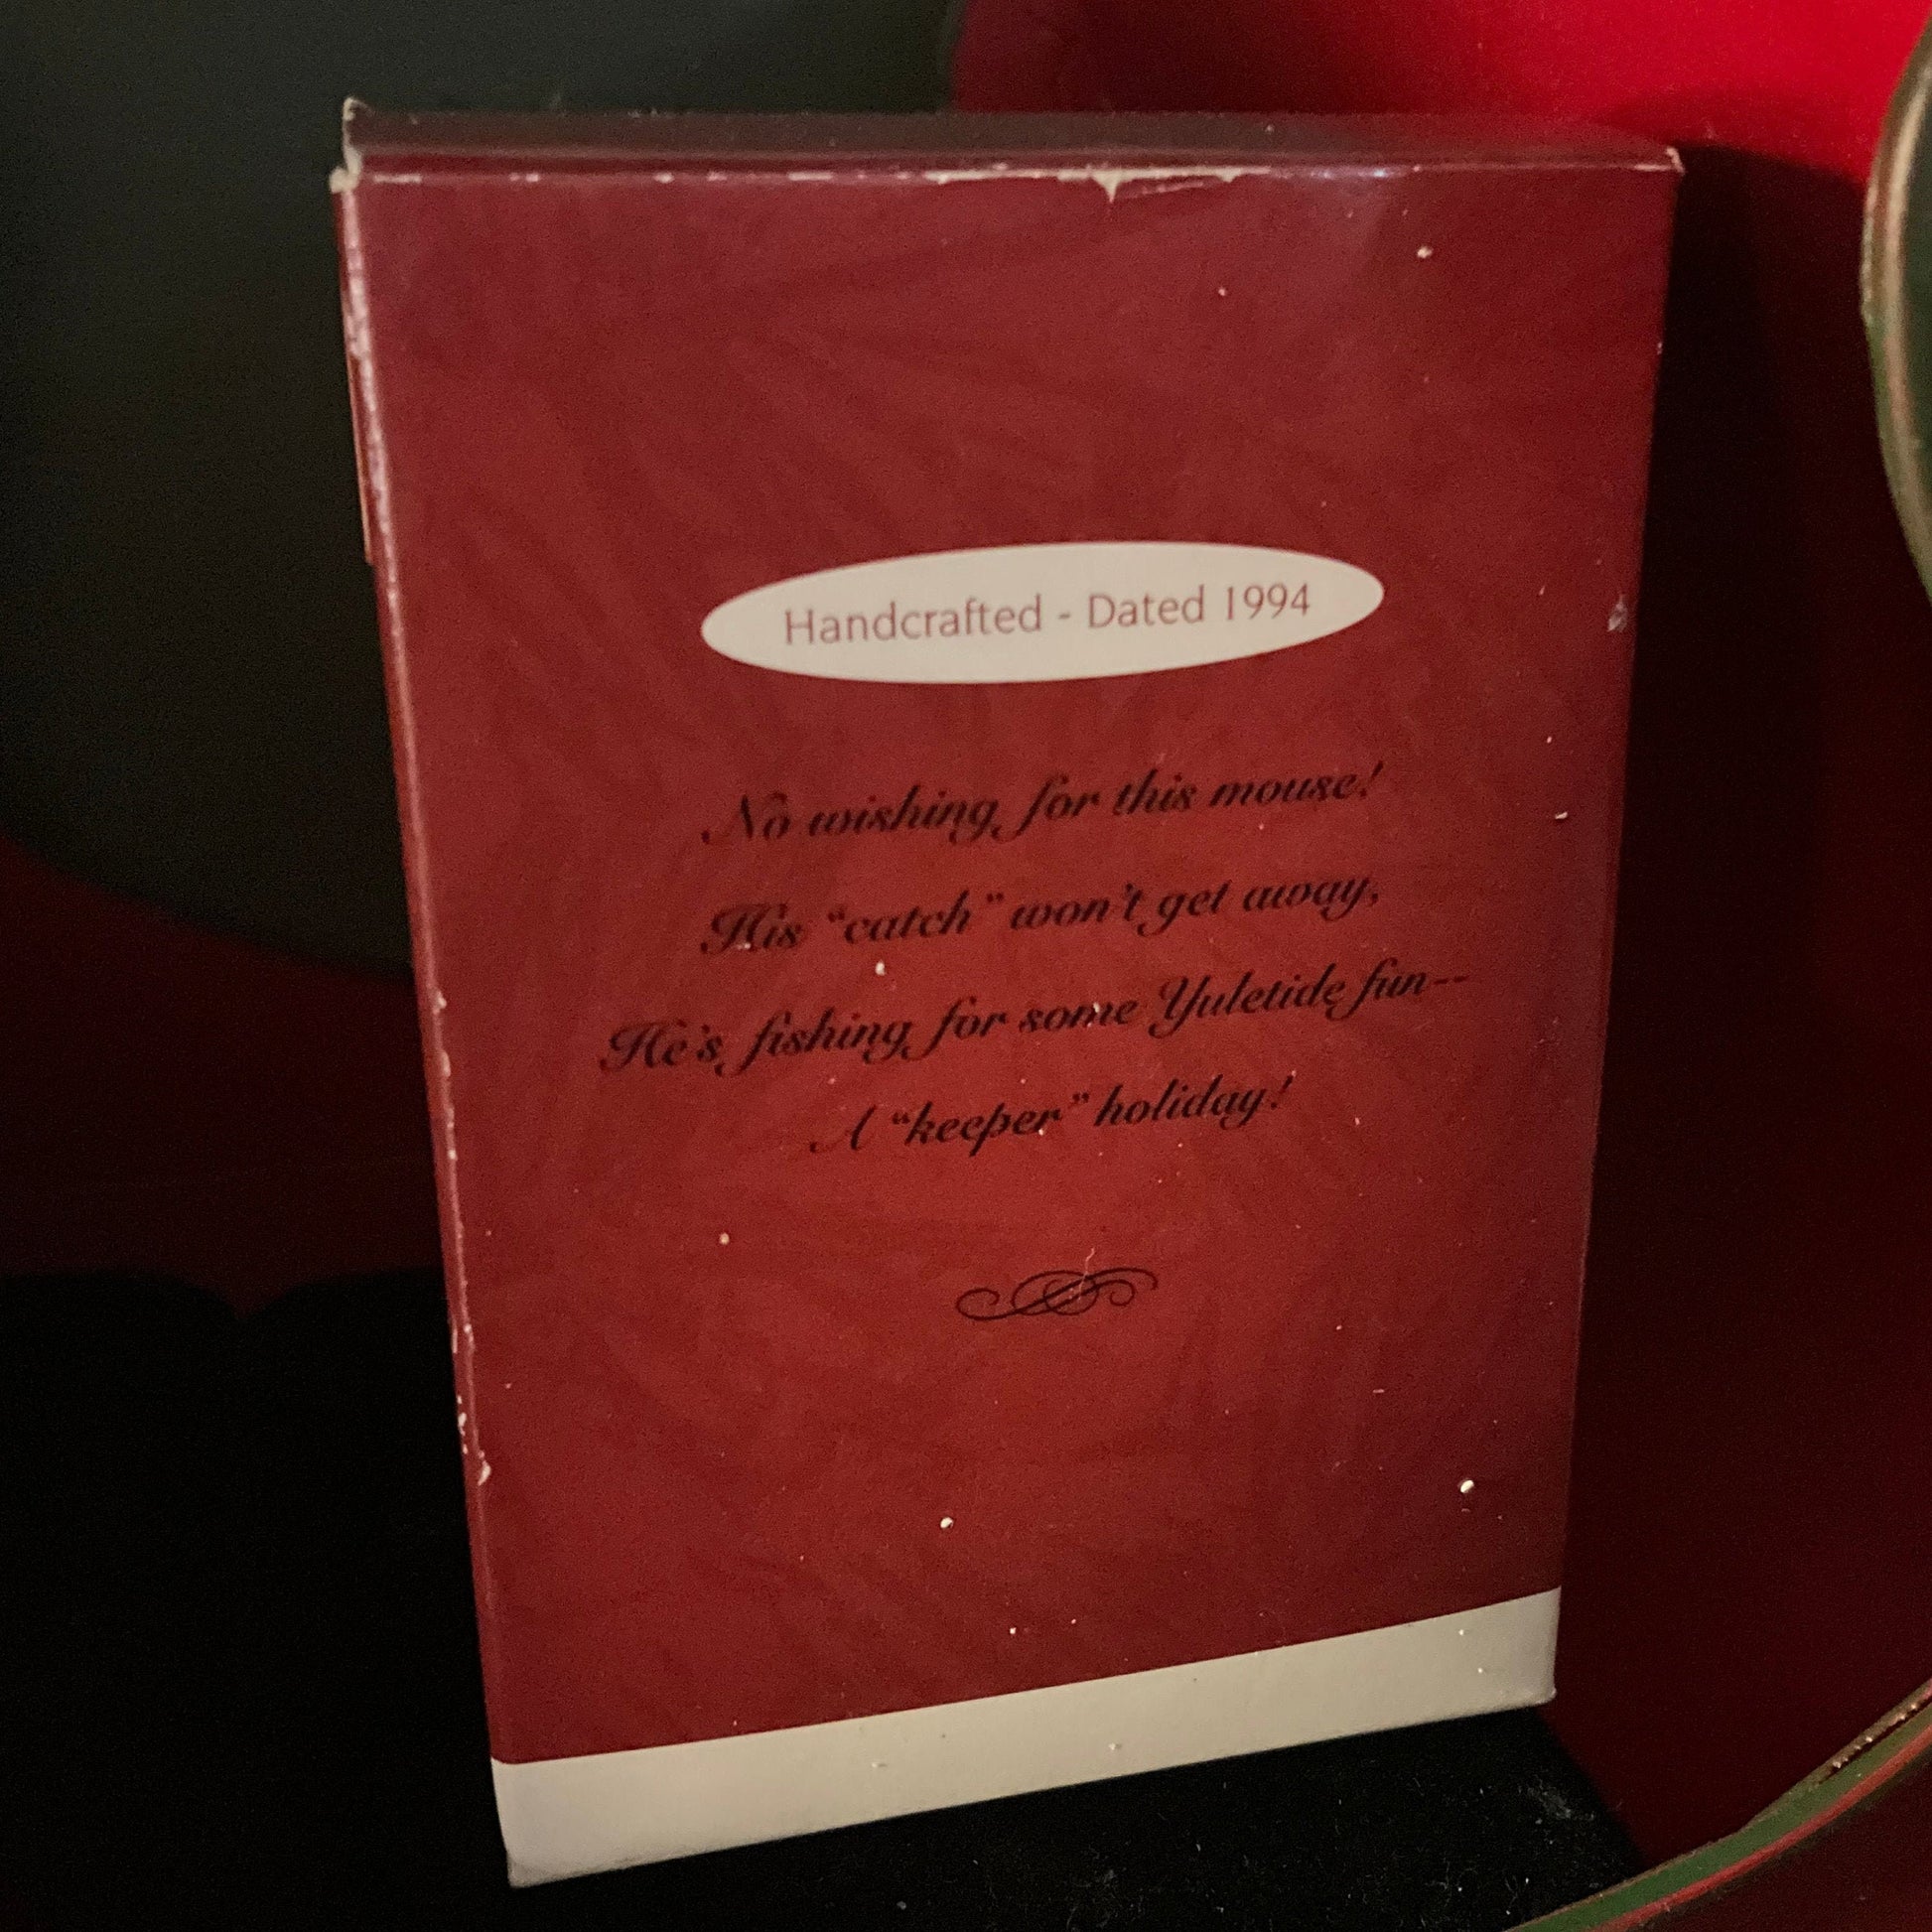 Handcrafted - Dated 1994
No wishing for this mouse!
His “catch” won’t get away,
He’s fishing for some Yuletide fun--
A “keeper” holiday!